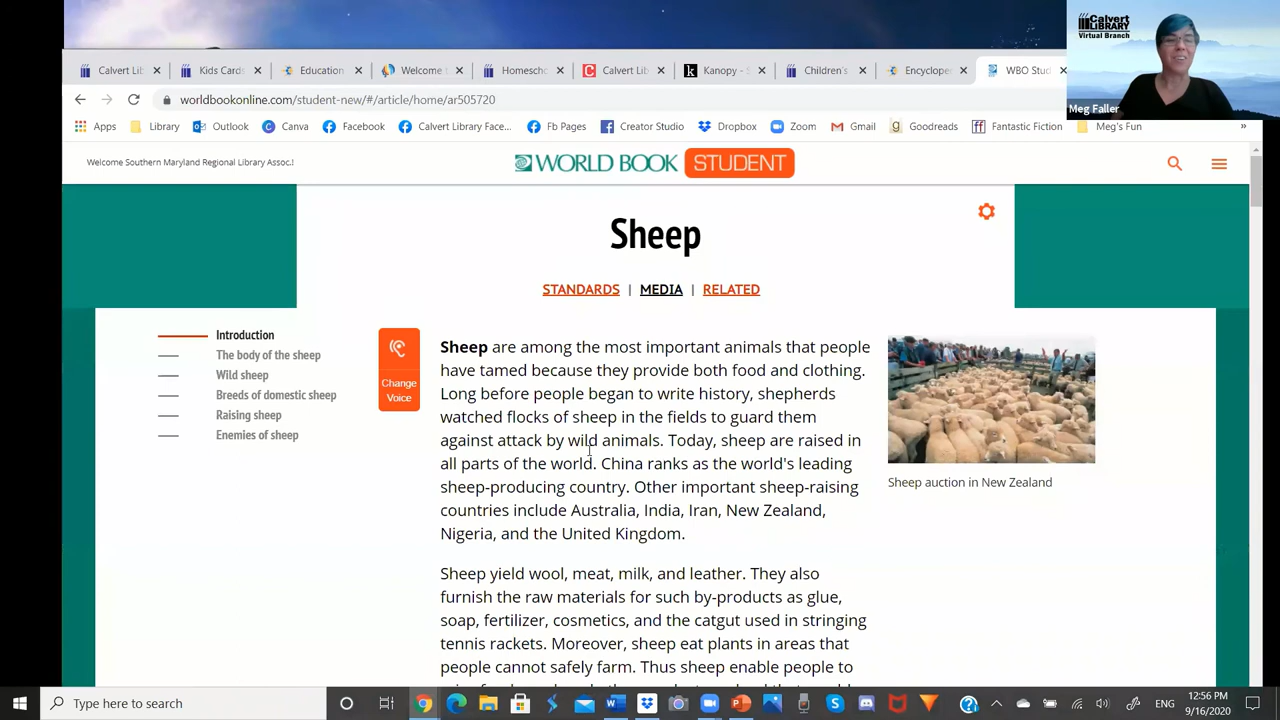 Calvert
LIBRARY
Virtual Branch
Meg Faller
Calvert Lib
Kids Cards
Education
Welcome
Homescho
Calvert Lib
Kanopy - S
Children's
Encyclope
WBO Stud
worldbookonline.com/student-new/#/article/home/ar505720
Apps
Library
Outlook
Canva
Facebook
Calvert Library Face...
Fb Pages
Creator Studio
Dropbox
Zoom
Gmail
Goodreads
Fantastic Fiction
Meg's Fun
»
Welcome Southern Maryland Regional Library Assoc.!
WORLD BOOK STUDENT
Sheep
STANDARDS | MEDIA | RELATED
Introduction
The body of the sheep
Wild sheep
Breeds of domestic sheep
Raising sheep
Enemies of sheep
Change
Voice
Sheep are among the most important animals that people
have tamed because they provide both food and clothing.
Long before people began to write history, shepherds
watched flocks of sheep in the fields to guard them
against attack by wild animals. Today, sheep are raised in
all parts of the world. China ranks as the world's leading
sheep-producing country. Other important sheep-raising
countries include Australia, India, Iran, New Zealand,
Nigeria, and the United Kingdom.
Sheep auction in New Zealand
Sheep yield wool, meat, milk, and leather. They also
furnish the raw materials for such by-products as glue,
soap, fertilizer, cosmetics, and the catgut used in stringing
tennis rackets. Moreover, sheep eat plants in areas that
people cannot safely farm. Thus sheep enable people to
Type here to search
ENG
12:56 PM
9/16/2020